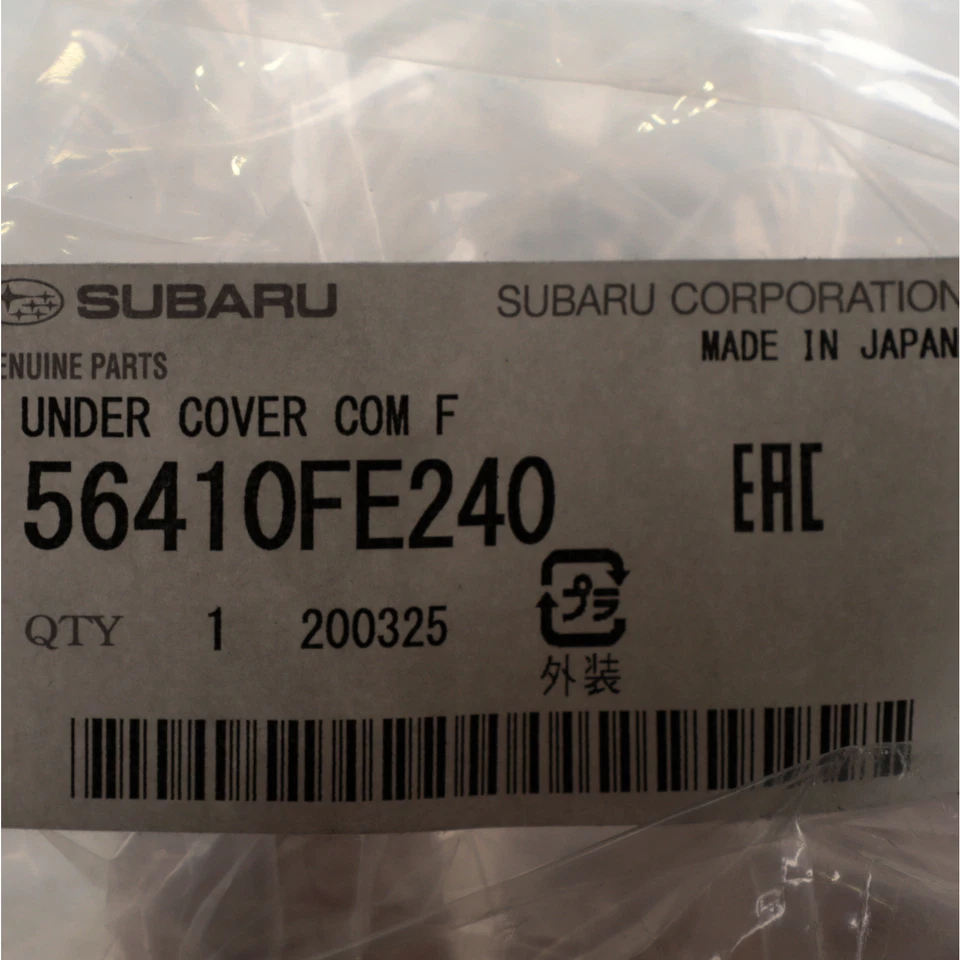 SUBARU
SUBARU CORPORATION
MADE IN JAPAN
ENUINE PARTS
UNDER COVER COM F
56410FE240
EAC
QTY 1 200325
プラ
外装